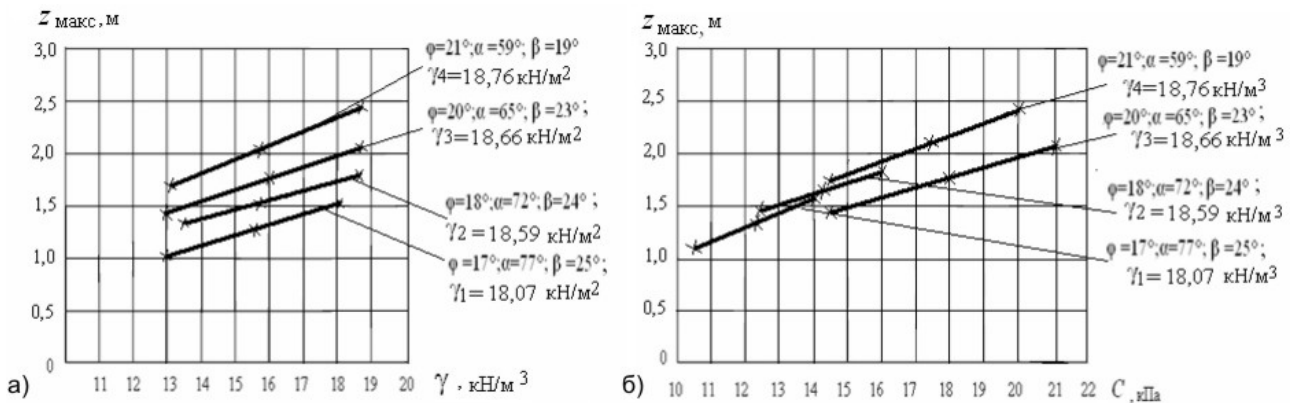 z макс, м
3,0
2,5
2,0
1,5
1,0
0,5
0
11 12 13 14 15 16 17 18 19 20
γ , кН/м 3
а)
φ=21°;α=59°; β=19°
γ4=18,76 кН/м2
φ=20°;α=65°; β=23° ;
γ3=18,66 кН/м2
φ=18°;α=72°; β=24° ;
γ2=18,59 кН/м2
φ =17°;α=77°; β=25° ;
γ1= 18,07 кН/м2
z макс, м
3,0
2,5
2,0
1,5
1,0
0,5
0
10 11 12 13 14 15 16 17 18 19 20 21 22
С ,кПа
б)
φ=21°;α=59°; β=19°
γ4=18,76 кН/м3
φ=20°;α=65°; β=23° ;
γ3=18,66 кН/м 3
φ=18°;α=72°; β=24° ;
γ2=18,59 кН/м3
φ =17°;α=77°; β=25° ;
γ1= 18,07 кН/м3